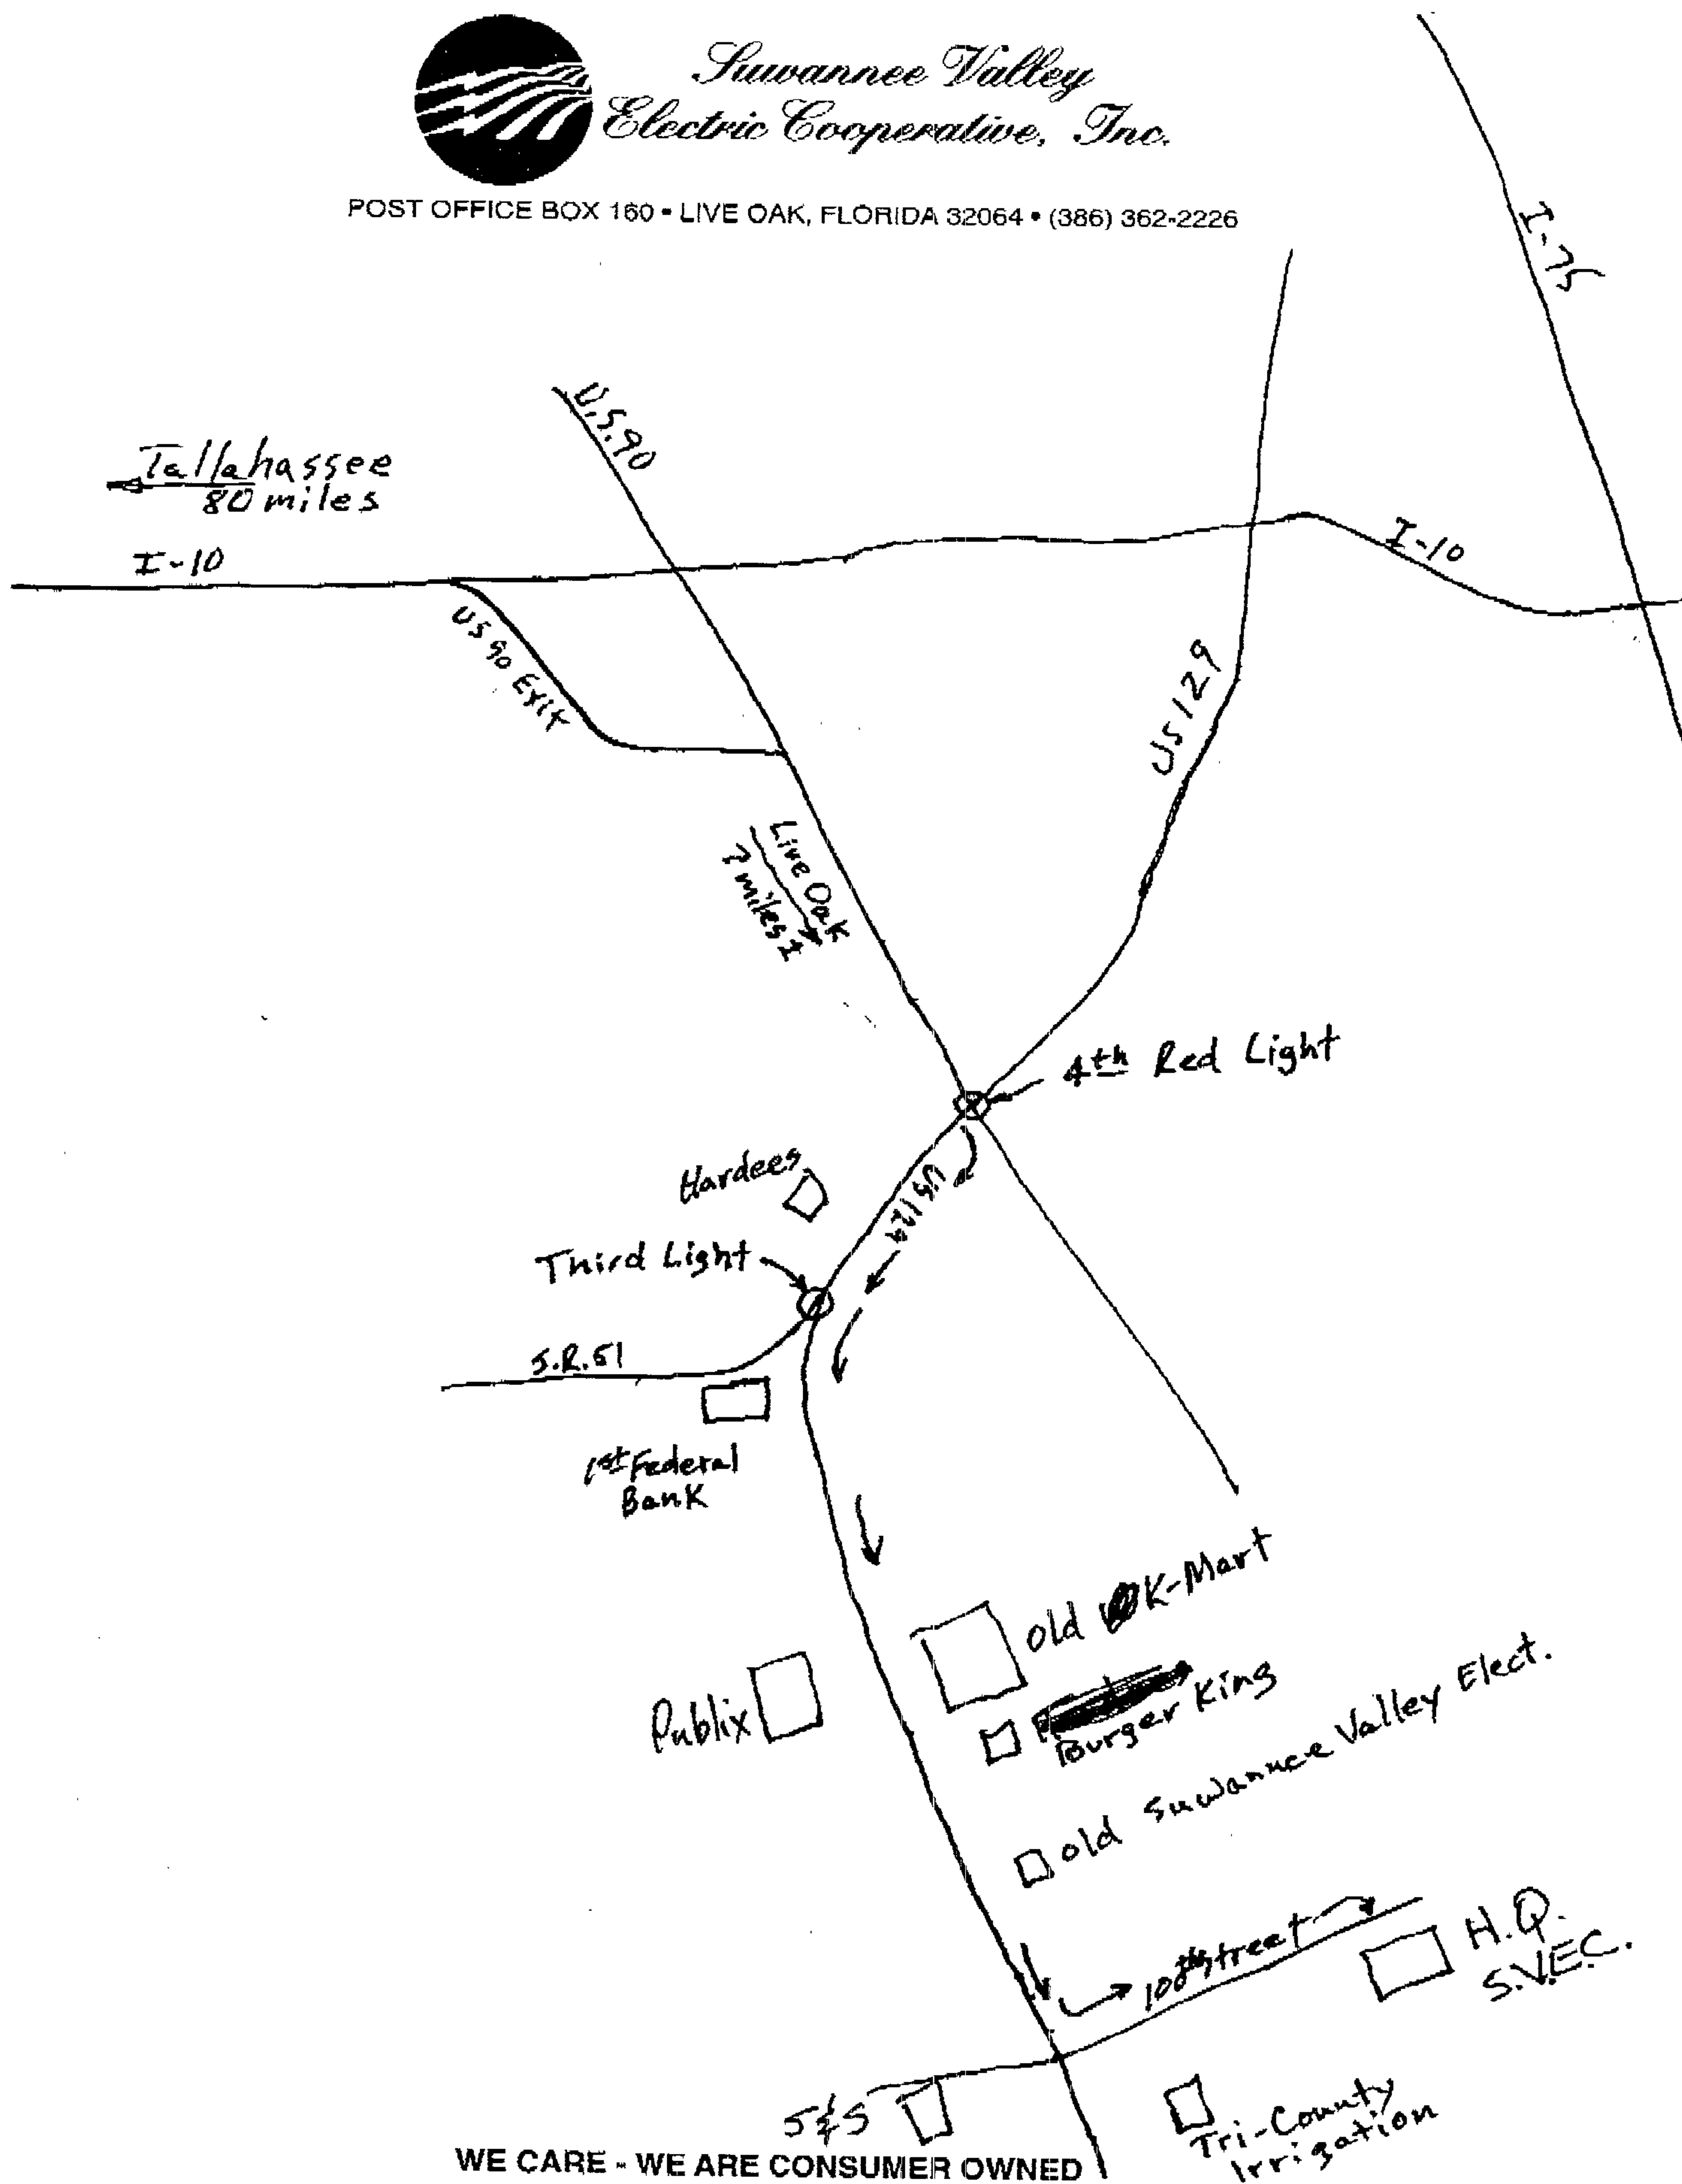 Suwannee Valley
Electric Cooperative, Inc.
POST OFFICE BOX 160 • LIVE OAK, FLORIDA 32064 • (386) 362-2226
I-75
U.S.90
Tallahassee
80 miles
I-10
I-10
US 90 Exit
US 129
Live Oak
7 miles ±
4th Red Light
Hardees
US 129
Third Light
S.R.51
1st Federal
Bank
old K-Mart
Publix
Burger King
old Suwannee Valley Elect.
100th street
H.Q.
S.V.E.C.
S&S
Tri-County
Irrigation
WE CARE - WE ARE CONSUMER OWNED